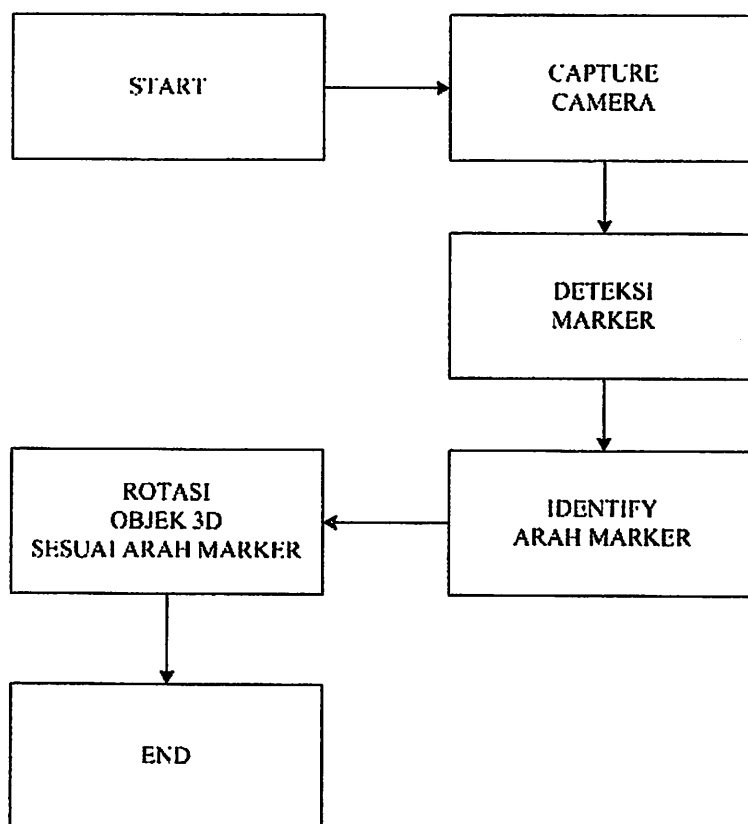 START
CAPTURE
CAMERA
DETEKSI
MARKER
IDENTIFY
ARAH MARKER
ROTASI
OBJEK 3D
SESUAI ARAH MARKER
END